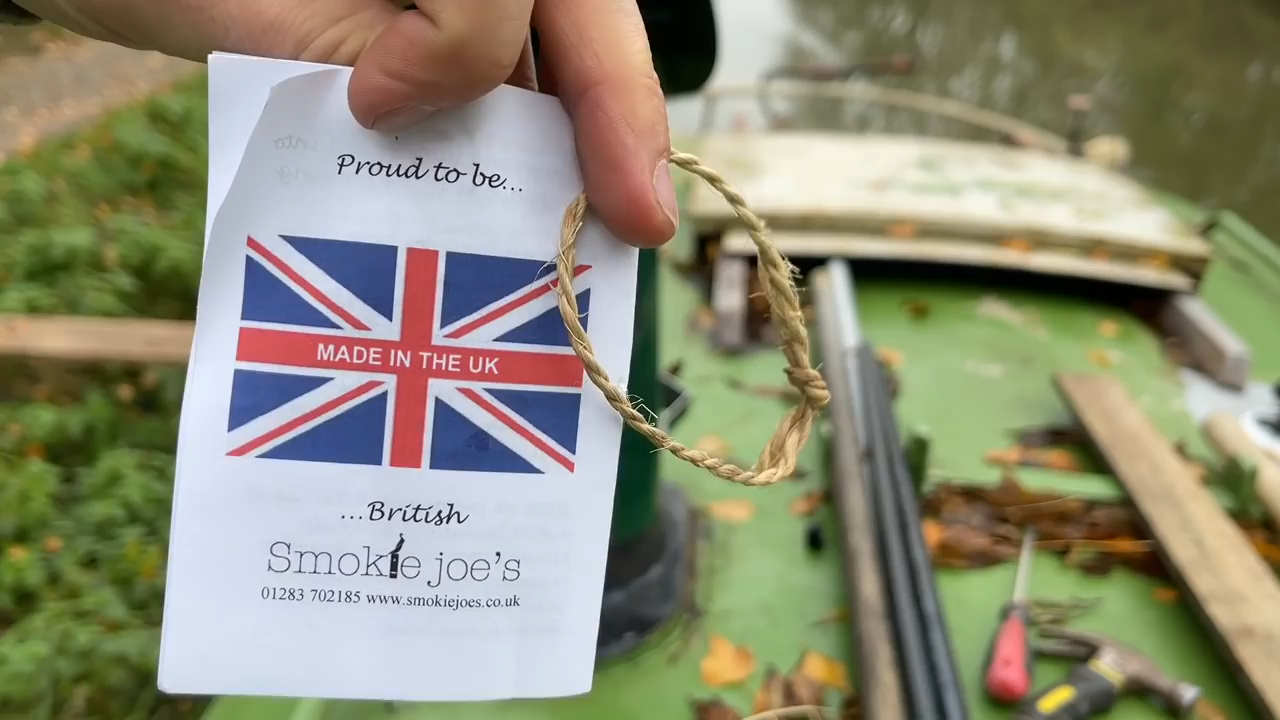 Proud to be...
MADE IN THE UK
...British
Smokie joe's
01283 702185 www.smokiejoes.co.uk